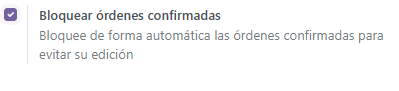 Bloquear órdenes confirmadas
Bloquee de forma automática las órdenes confirmadas para
evitar su edición